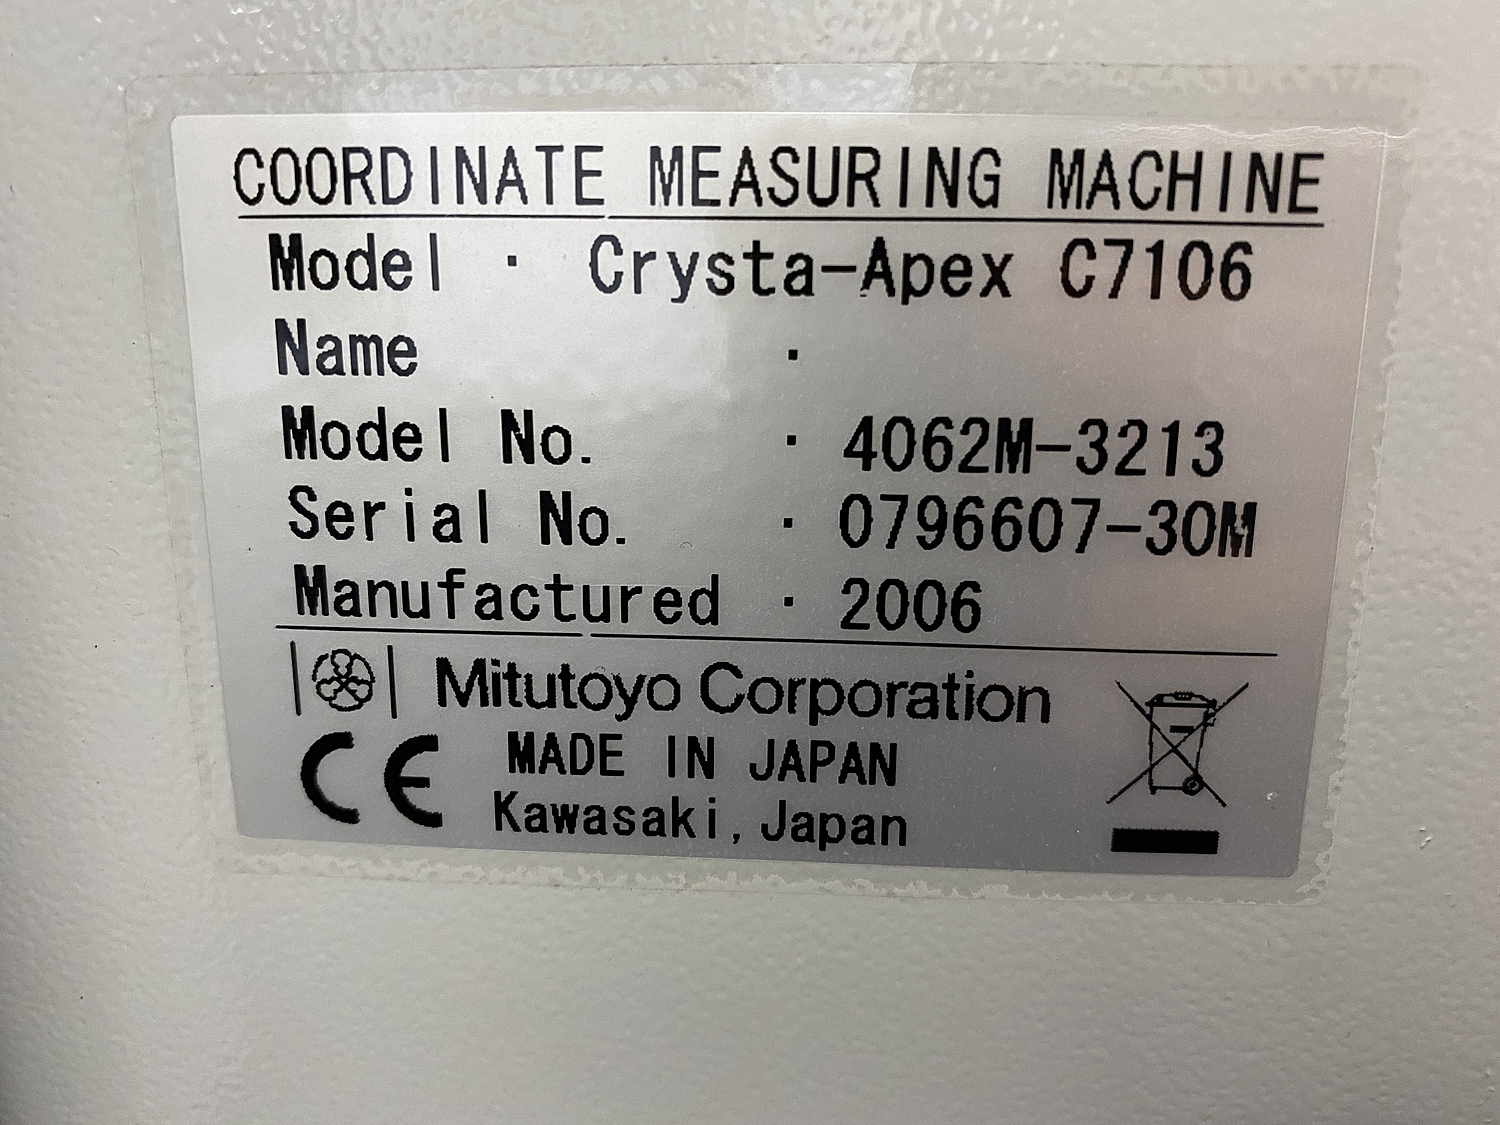 COORDINATE MEASURING MACHINE
Model · Crysta-Apex C7106
Name ·
Model No. · 4062M-3213
Serial No. · 0796607-30M
Manufactured · 2006
Mitutoyo Corporation
CE MADE IN JAPAN
Kawasaki, Japan